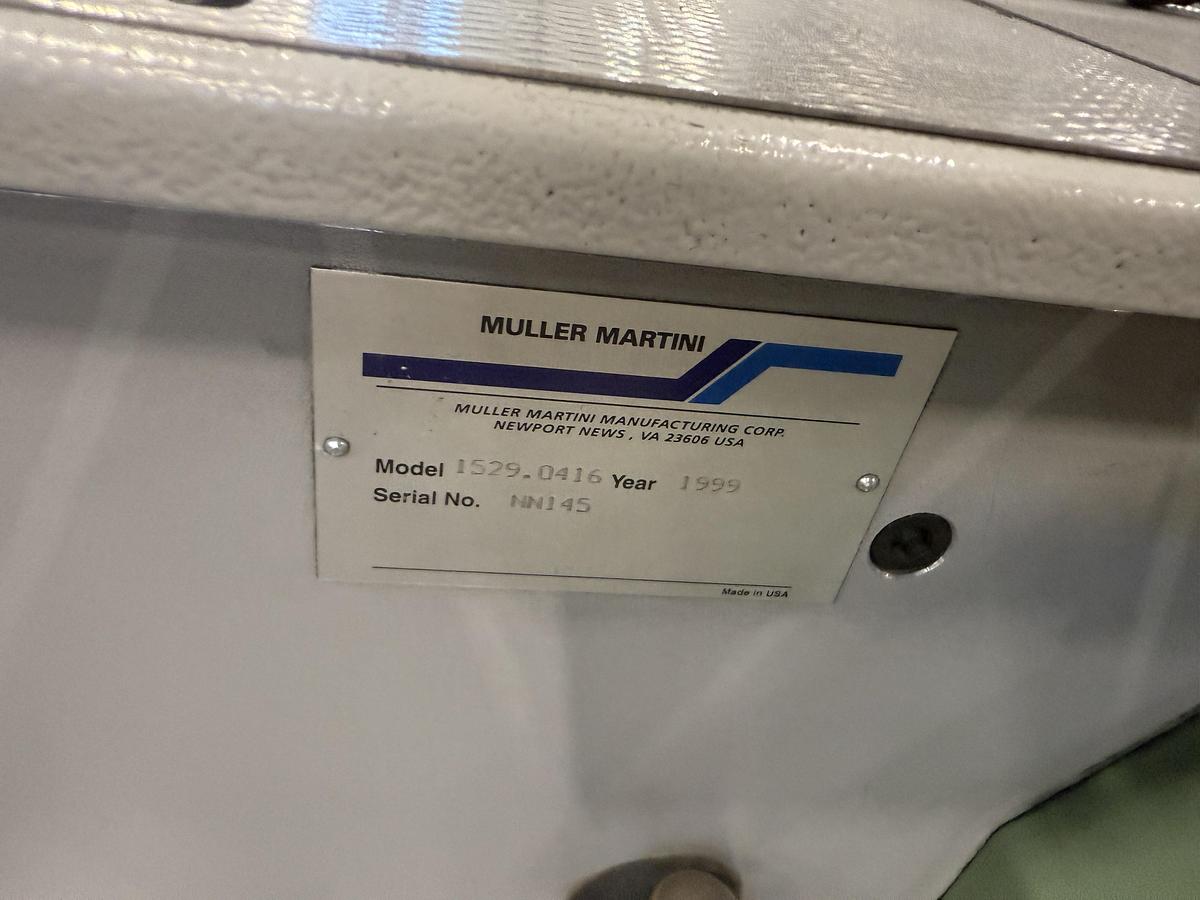 MULLER MARTINI
MULLER MARTINI MANUFACTURING CORP.
NEWPORT NEWS , VA 23606 USA
Model 1529.0416 Year 1999
Serial No. NN145
Made in USA